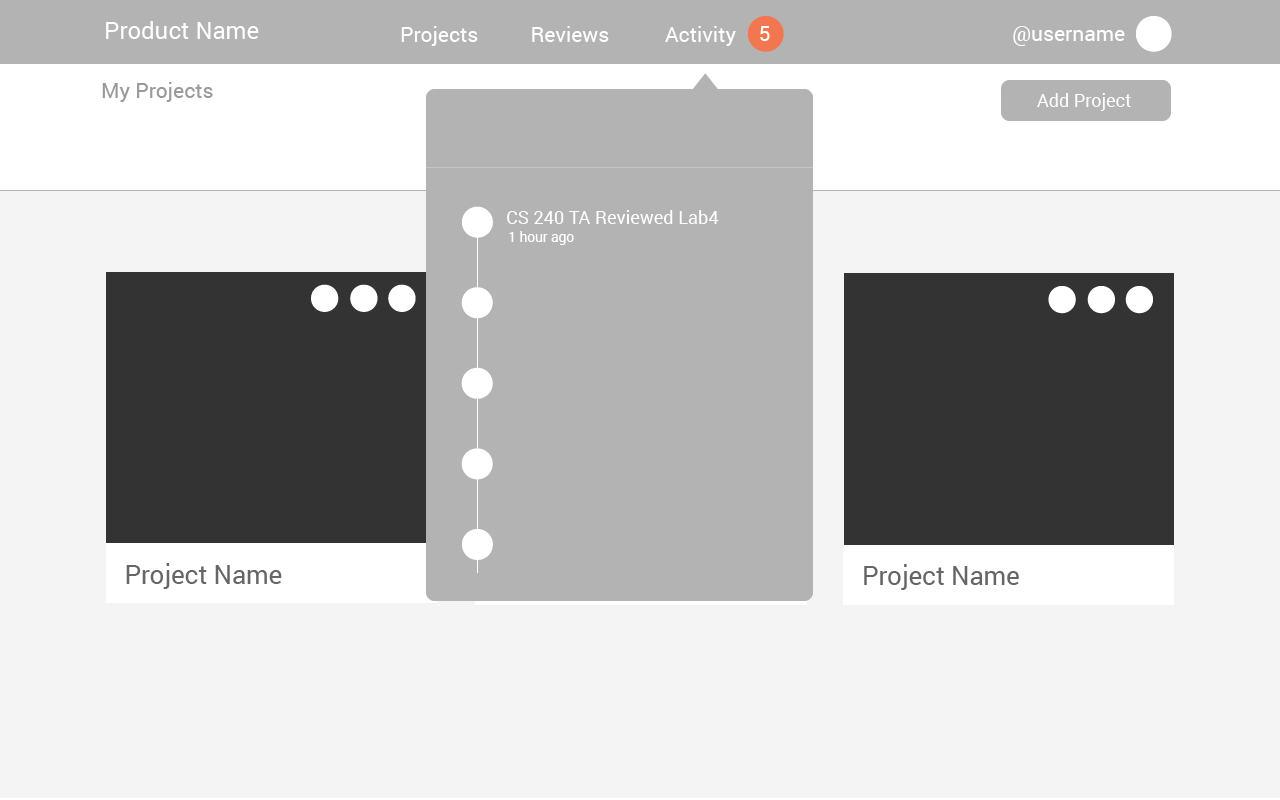 Product Name
Projects
Reviews
Activity
5
@username
My Projects
Add Project
CS 240 TA Reviewed Lab4
1 hour ago
Project Name
Project Name